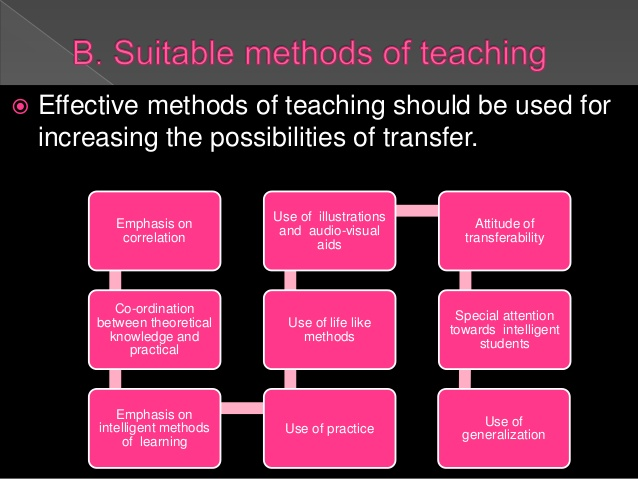 B. Suitable methods of teaching
Effective methods of teaching should be used for
increasing the possibilities of transfer.
Emphasis on
correlation
Co-ordination
between theoretical
knowledge and
practical
Emphasis on
intelligent methods
of learning
Use of practice
Use of life like
methods
Use of illustrations
and audio-visual
aids
Attitude of
transferability
Special attention
towards intelligent
students
Use of
generalization